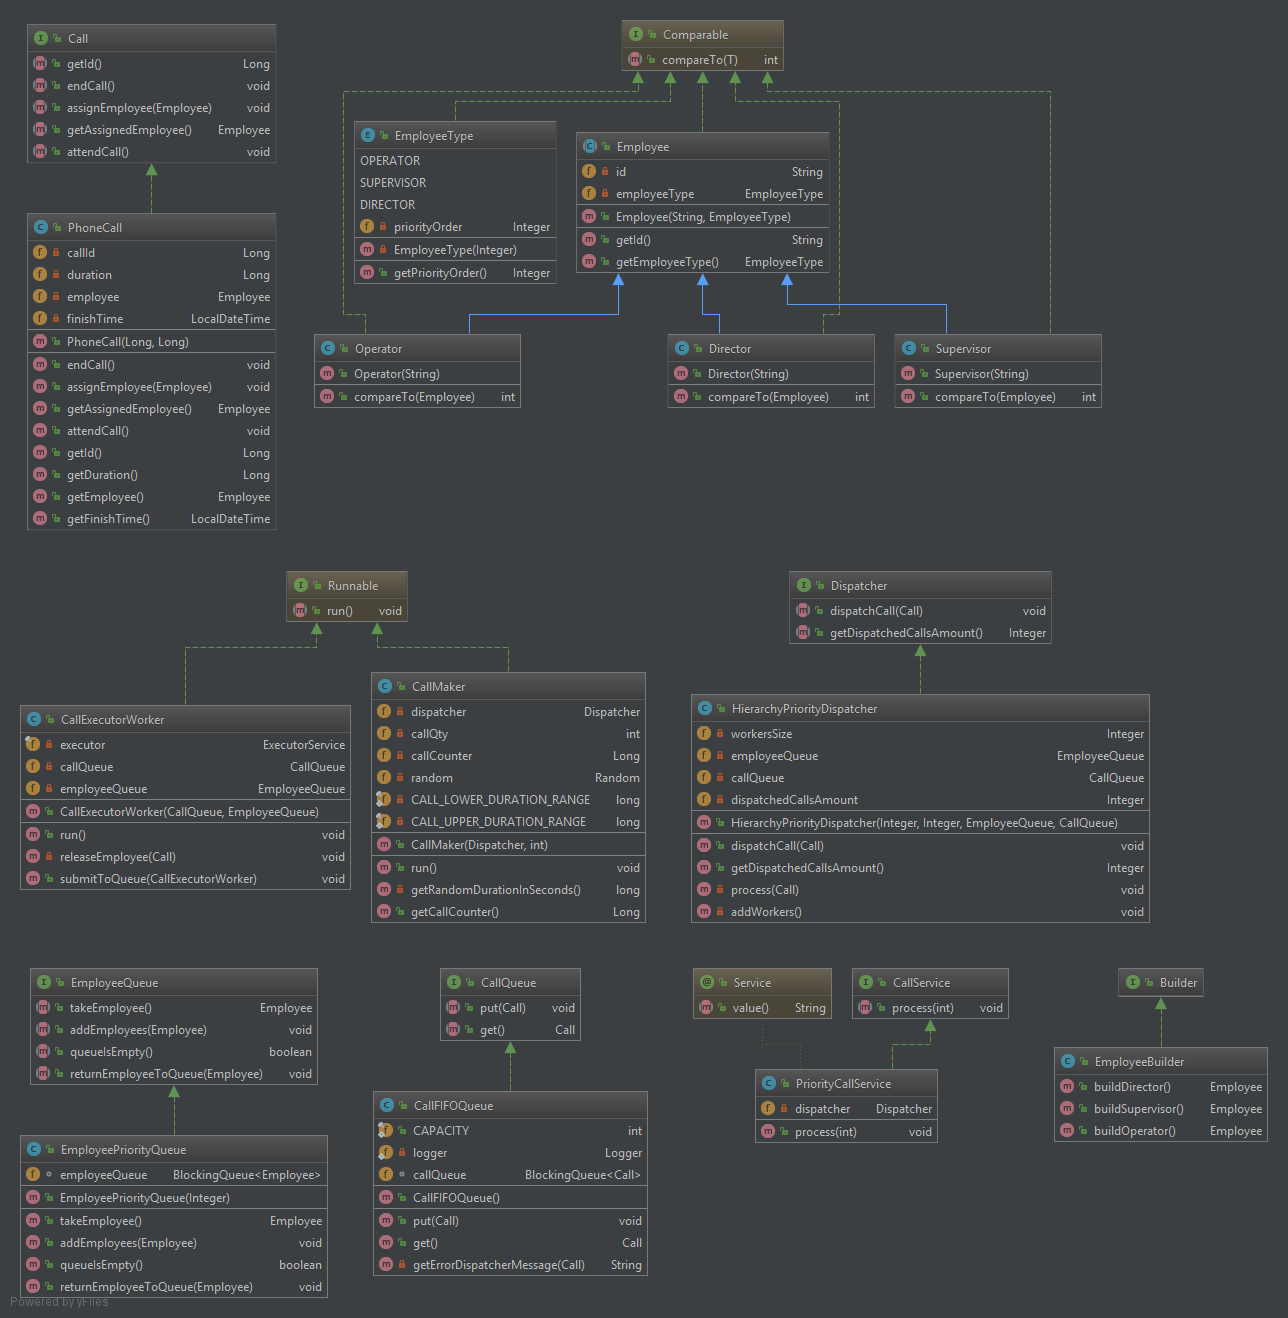 Call
getId() Long
endCall() void
assignEmployee(Employee) void
getAssignedEmployee() Employee
attendCall() void
PhoneCall
callId Long
duration Long
employee Employee
finishTime LocalDateTime
PhoneCall(Long, Long)
endCall() void
assignEmployee(Employee) void
getAssignedEmployee() Employee
attendCall() void
getId() Long
getDuration() Long
getEmployee() Employee
getFinishTime() LocalDateTime
Comparable
compareTo(T) int
EmployeeType
OPERATOR
SUPERVISOR
DIRECTOR
priorityOrder Integer
EmployeeType(Integer)
getPriorityOrder() Integer
Employee
id String
employeeType EmployeeType
Employee(String, EmployeeType)
getId() String
getEmployeeType() EmployeeType
Operator
Operator(String)
compareTo(Employee) int
Director
Director(String)
compareTo(Employee) int
Supervisor
Supervisor(String)
compareTo(Employee) int
Runnable
run() void
Dispatcher
dispatchCall(Call) void
getDispatchedCallsAmount() Integer
CallExecutorWorker
executor ExecutorService
callQueue CallQueue
employeeQueue EmployeeQueue
CallExecutorWorker(CallQueue, EmployeeQueue)
run() void
releaseEmployee(Call) void
submitToQueue(CallExecutorWorker) void
CallMaker
dispatcher Dispatcher
callQty int
callCounter Long
random Random
CALL_LOWER_DURATION_RANGE long
CALL_UPPER_DURATION_RANGE long
CallMaker(Dispatcher, int)
run() void
getRandomDurationInSeconds() long
getCallCounter() Long
HierarchyPriorityDispatcher
workersSize Integer
employeeQueue EmployeeQueue
callQueue CallQueue
dispatchedCallsAmount Integer
HierarchyPriorityDispatcher(Integer, Integer, EmployeeQueue, CallQueue)
dispatchCall(Call) void
getDispatchedCallsAmount() Integer
process(Call) void
addWorkers() void
EmployeeQueue
takeEmployee() Employee
addEmployees(Employee) void
queueIsEmpty() boolean
returnEmployeeToQueue(Employee) void
EmployeePriorityQueue
employeeQueue BlockingQueue<Employee>
EmployeePriorityQueue(Integer)
takeEmployee() Employee
addEmployees(Employee) void
queueIsEmpty() boolean
returnEmployeeToQueue(Employee) void
CallQueue
put(Call) void
get() Call
CallFIFOQueue
CAPACITY int
logger Logger
callQueue BlockingQueue<Call>
CallFIFOQueue()
put(Call) void
get() Call
getErrorDispatcherMessage(Call) String
Service
value() String
CallService
process(int) void
PriorityCallService
dispatcher Dispatcher
process(int) void
Builder
EmployeeBuilder
buildDirector() Employee
buildSupervisor() Employee
buildOperator() Employee
Powered by yFiles